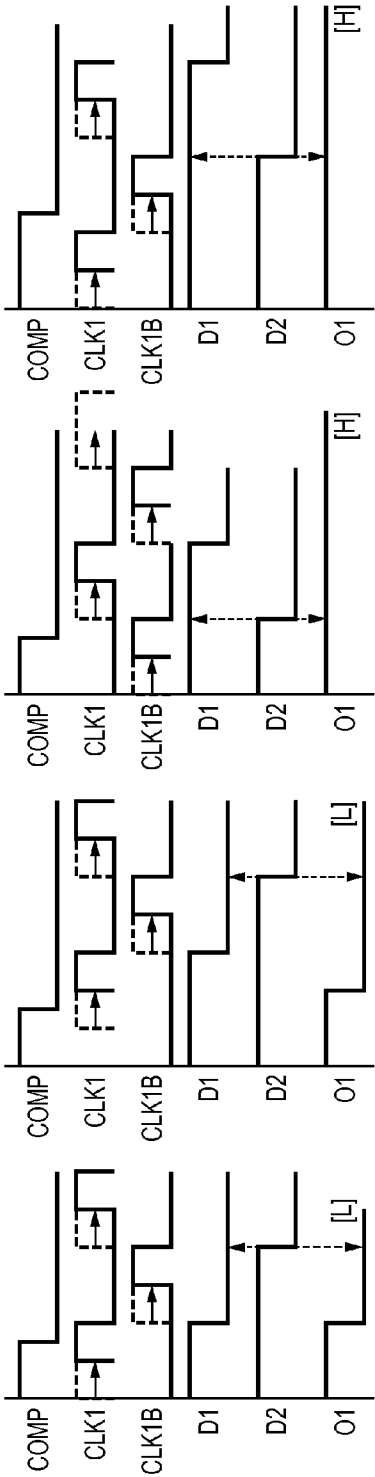 COMP
CLK1
CLK1B
D1
D2
O1
[H]
COMP
CLK1
CLK1B
D1
D2
O1
[H]
COMP
CLK1
CLK1B
D1
D2
O1
[L]
COMP
CLK1
CLK1B
D1
D2
O1
[L]